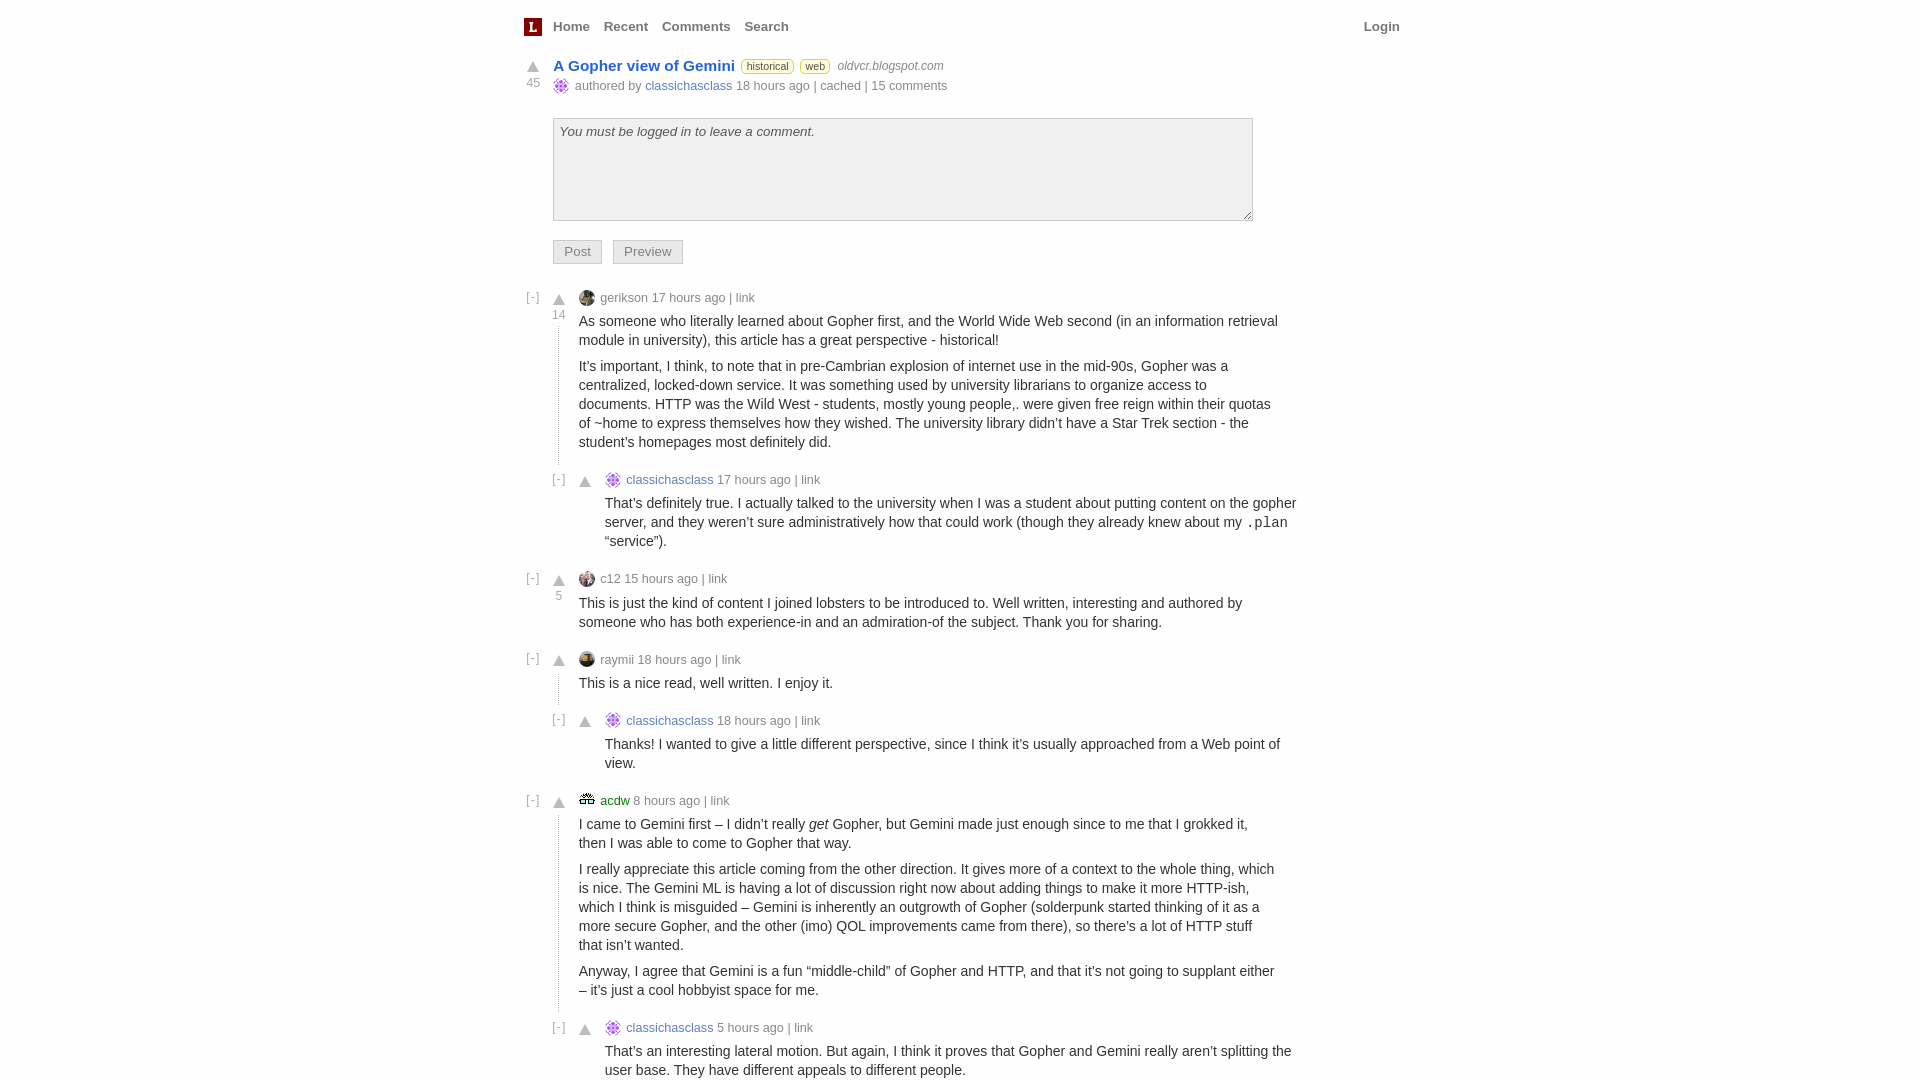 L Home Recent Comments Search Login
A Gopher view of Gemini historical web oldvcr.blogspot.com
45
authored by classichasclass 18 hours ago | cached | 15 comments
You must be logged in to leave a comment.
Post Preview
[-] gerikson 17 hours ago | link
14
As someone who literally learned about Gopher first, and the World Wide Web second (in an information retrieval
module in university), this article has a great perspective - historical!
It’s important, I think, to note that in pre-Cambrian explosion of internet use in the mid-90s, Gopher was a
centralized, locked-down service. It was something used by university librarians to organize access to
documents. HTTP was the Wild West - students, mostly young people,. were given free reign within their quotas
of ~home to express themselves how they wished. The university library didn’t have a Star Trek section - the
student’s homepages most definitely did.
[-] classichasclass 17 hours ago | link
That’s definitely true. I actually talked to the university when I was a student about putting content on the gopher
server, and they weren’t sure administratively how that could work (though they already knew about my .plan
“service”).
[-] c12 15 hours ago | link
5
This is just the kind of content I joined lobsters to be introduced to. Well written, interesting and authored by
someone who has both experience-in and an admiration-of the subject. Thank you for sharing.
[-] raymii 18 hours ago | link
This is a nice read, well written. I enjoy it.
[-] classichasclass 18 hours ago | link
Thanks! I wanted to give a little different perspective, since I think it’s usually approached from a Web point of
view.
[-] acdw 8 hours ago | link
I came to Gemini first – I didn’t really get Gopher, but Gemini made just enough since to me that I grokked it,
then I was able to come to Gopher that way.
I really appreciate this article coming from the other direction. It gives more of a context to the whole thing, which
is nice. The Gemini ML is having a lot of discussion right now about adding things to make it more HTTP-ish,
which I think is misguided – Gemini is inherently an outgrowth of Gopher (solderpunk started thinking of it as a
more secure Gopher, and the other (imo) QOL improvements came from there), so there’s a lot of HTTP stuff
that isn’t wanted.
Anyway, I agree that Gemini is a fun “middle-child” of Gopher and HTTP, and that it’s not going to supplant either
– it’s just a cool hobbyist space for me.
[-] classichasclass 5 hours ago | link
That’s an interesting lateral motion. But again, I think it proves that Gopher and Gemini really aren’t splitting the
user base. They have different appeals to different people.